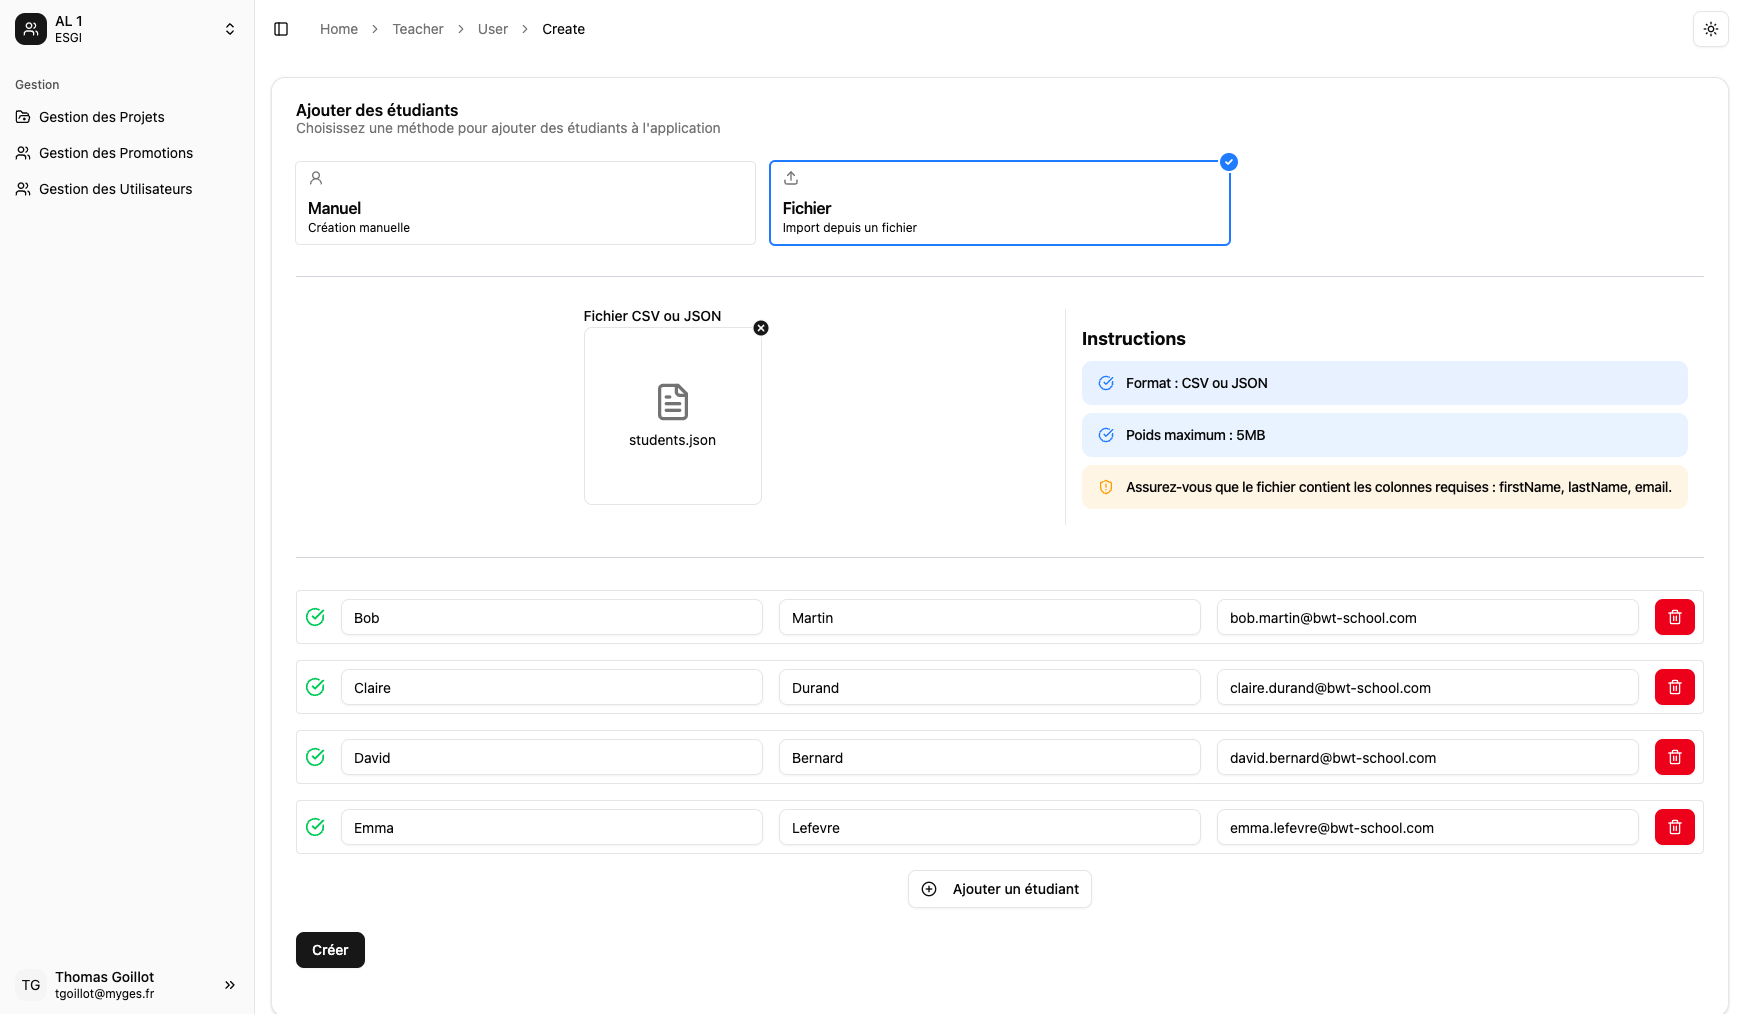 AL 1
ESGI
Gestion
Gestion des Projets
Gestion des Promotions
Gestion des Utilisateurs
Thomas Goillot
TG
tgoillot@myges.fr
Home
Teacher
User
Create
Ajouter des étudiants
Choisissez une méthode pour ajouter des étudiants à l'application
Manuel
Création manuelle
Fichier
Import depuis un fichier
Fichier CSV ou JSON
students.json
Instructions
Format : CSV ou JSON
Poids maximum : 5MB
Assurez-vous que le fichier contient les colonnes requises : firstName, lastName, email.
Bob
Martin
bob.martin@bwt-school.com
Claire
Durand
claire.durand@bwt-school.com
David
Bernard
david.bernard@bwt-school.com
Emma
Lefevre
emma.lefevre@bwt-school.com
Ajouter un étudiant
Créer